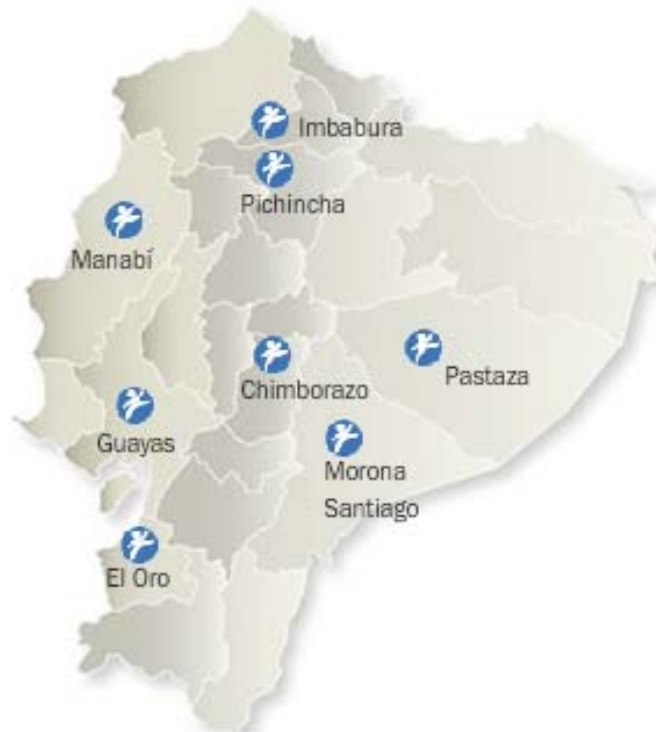 Imbabura
Pichincha
Manabí
Chimborazo
Pastaza
Guayas
Morona
Santiago
El Oro